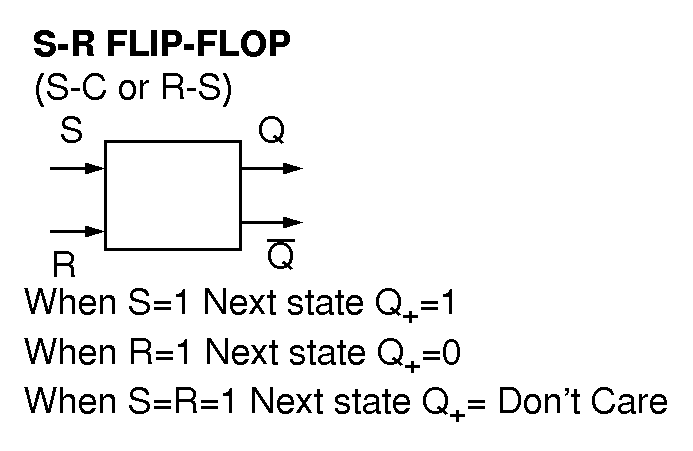 S-R FLIP-FLOP
(S-C or R-S)
S Q
R Q̅
When S=1 Next state Q₊=1
When R=1 Next state Q₊=0
When S=R=1 Next state Q₊= Don't Care